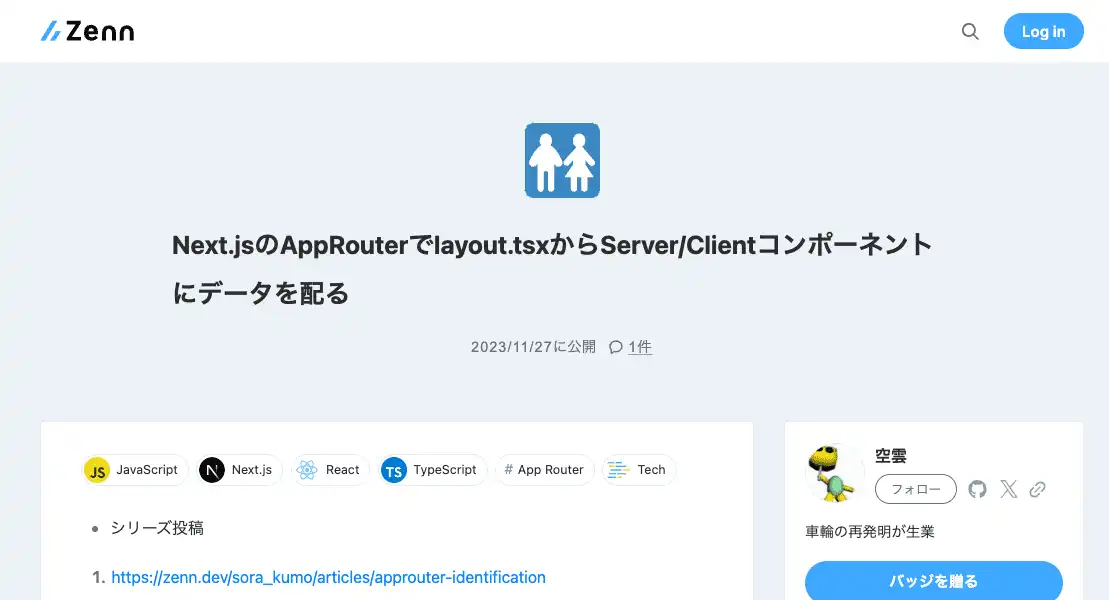 Zenn
Log in
Next.jsのAppRouterでlayout.tsxからServer/Clientコンポーネント
にデータを配る
2023/11/27に公開 1件
JS JavaScript N Next.js React TS TypeScript # App Router Tech
空雲
フォロー
車輪の再発明が生業
バッジを贈る
• シリーズ投稿
1. https://zenn.dev/sora_kumo/articles/approuter-identification